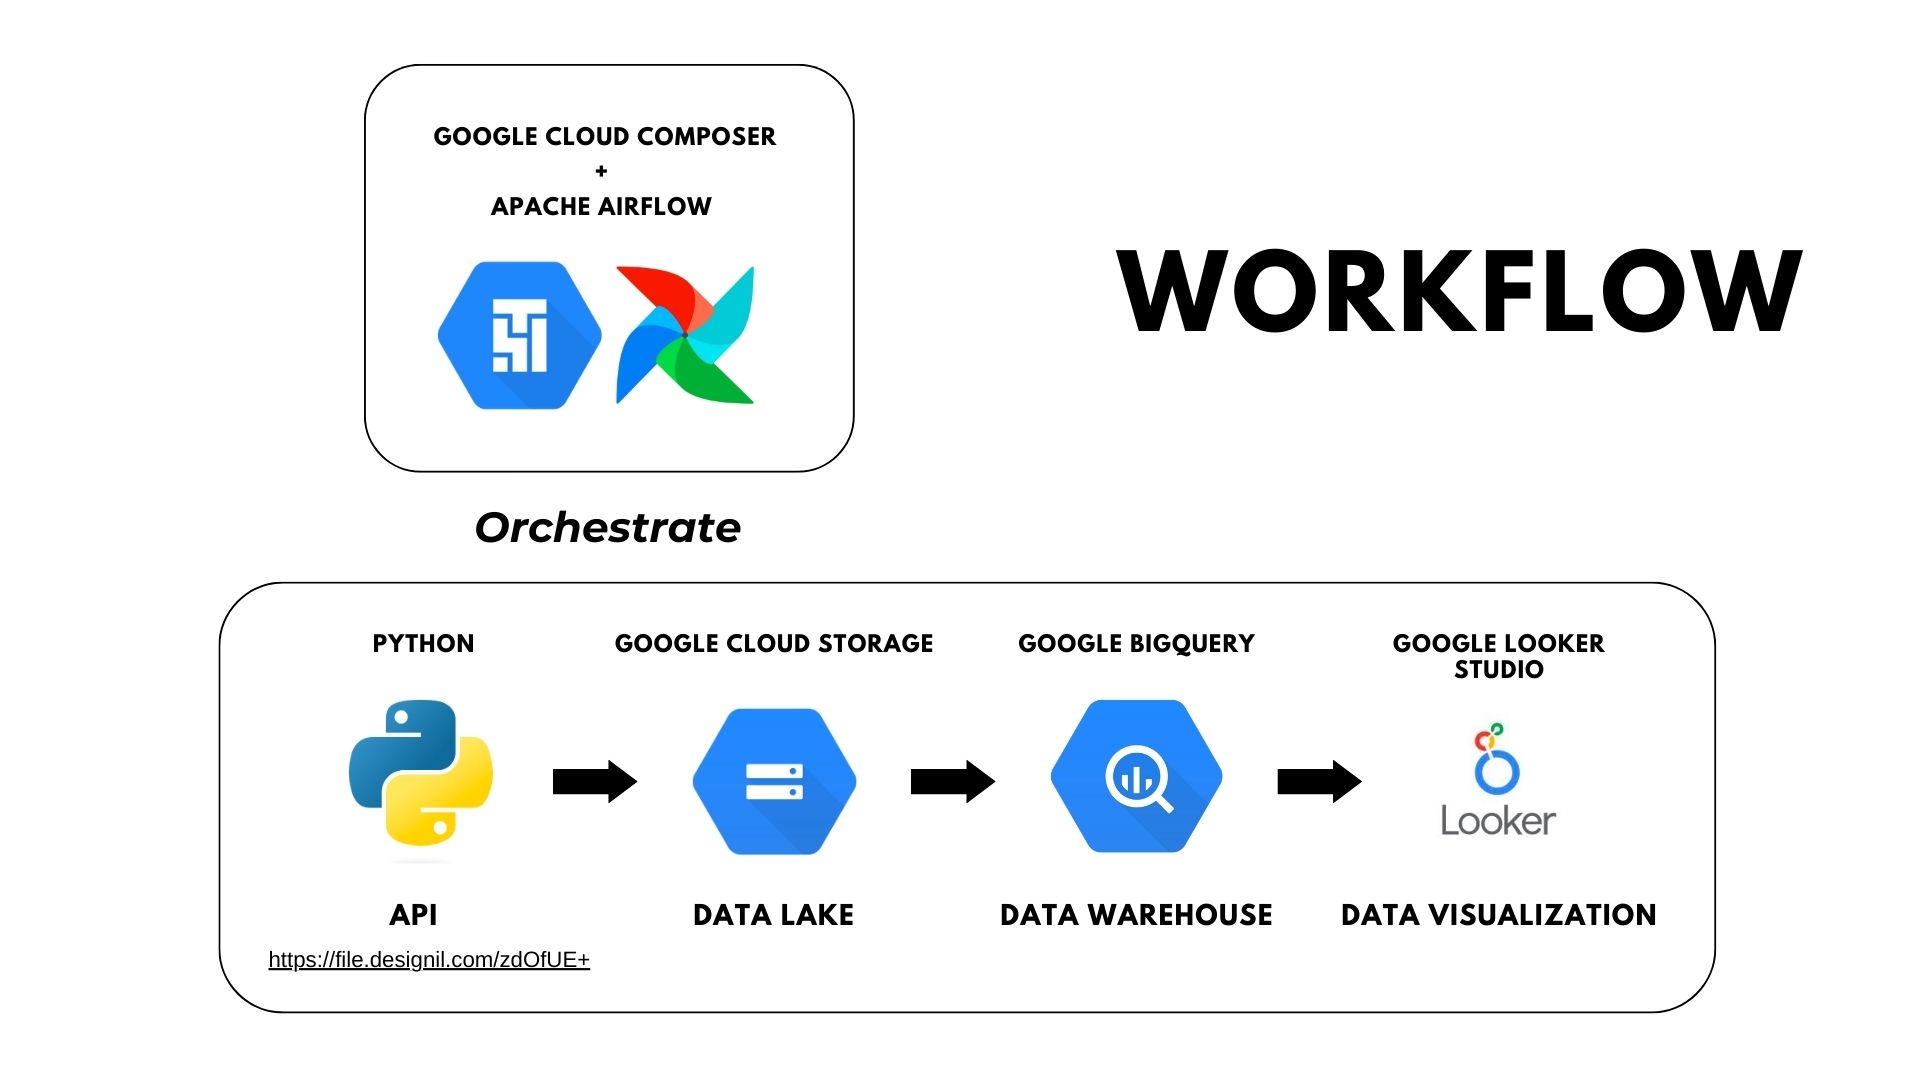 GOOGLE CLOUD COMPOSER
+
APACHE AIRFLOW
WORKFLOW
Orchestrate
PYTHON
GOOGLE CLOUD STORAGE
GOOGLE BIGQUERY
GOOGLE LOOKER
STUDIO
Looker
API
DATA LAKE
DATA WAREHOUSE
DATA VISUALIZATION
https://file.designil.com/zdOfUE+